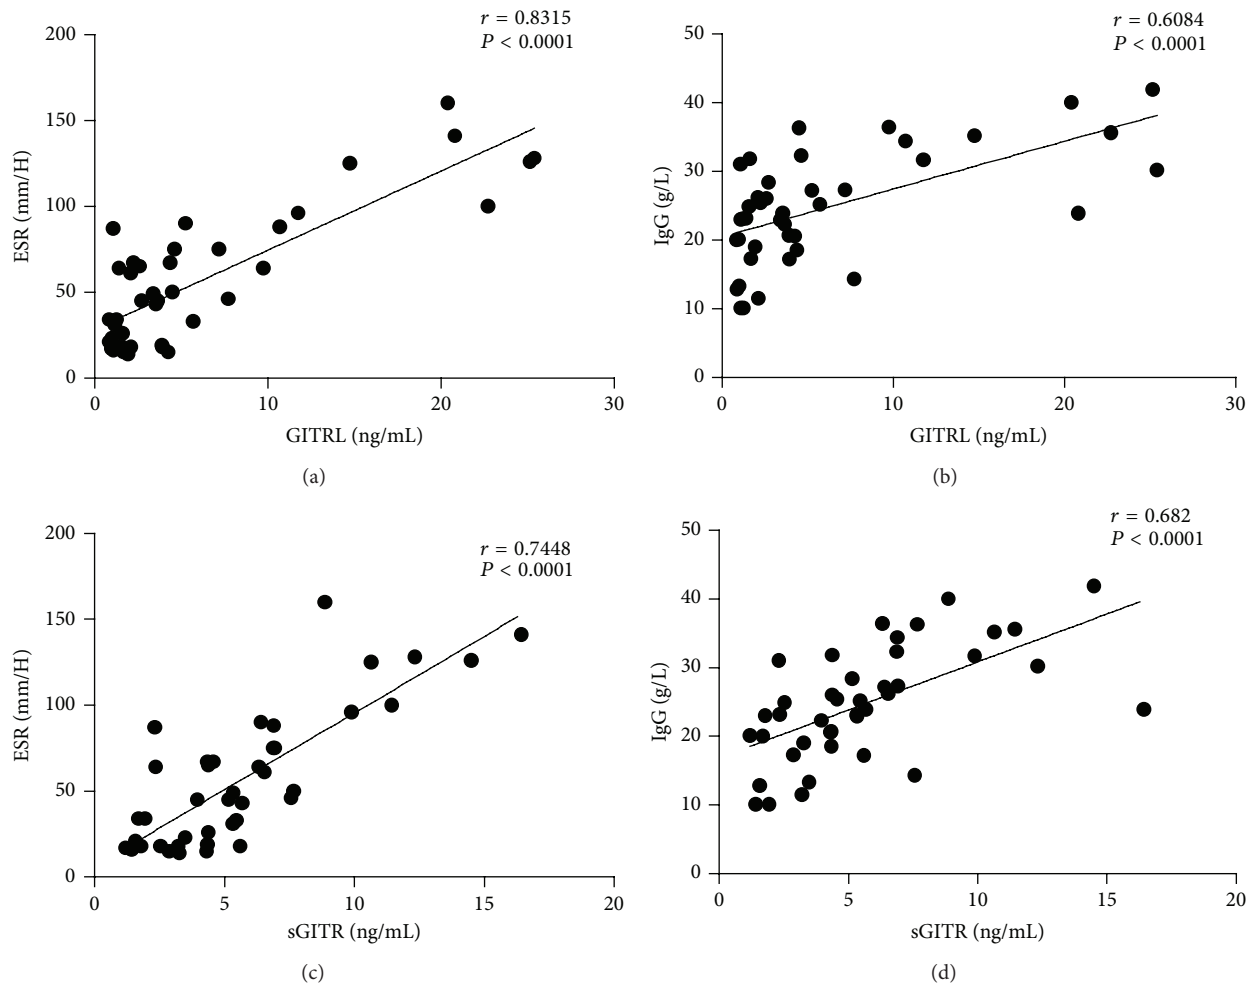 r = 0.8315
P < 0.0001
200
150
100
50
0
ESR (mm/H)
0 10 20 30
GITRL (ng/mL)
(a)
r = 0.6084
P < 0.0001
50
40
30
20
10
0
IgG (g/L)
0 10 20 30
GITRL (ng/mL)
(b)
r = 0.7448
P < 0.0001
200
150
100
50
0
ESR (mm/H)
0 5 10 15 20
sGITR (ng/mL)
(c)
r = 0.682
P < 0.0001
50
40
30
20
10
0
IgG (g/L)
0 5 10 15 20
sGITR (ng/mL)
(d)